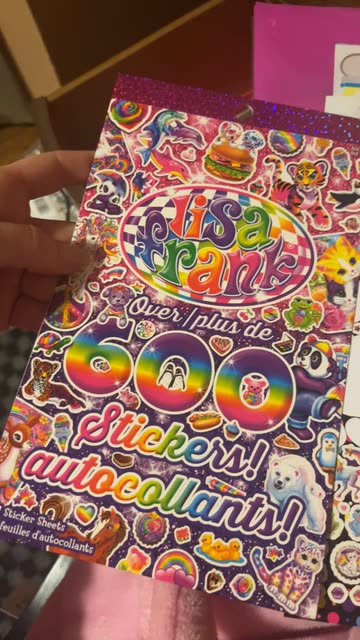 lisa
frank
Over / plus de
600
Stickers!
autocollants!
Sticker Sheets
feuilles d'autocollants